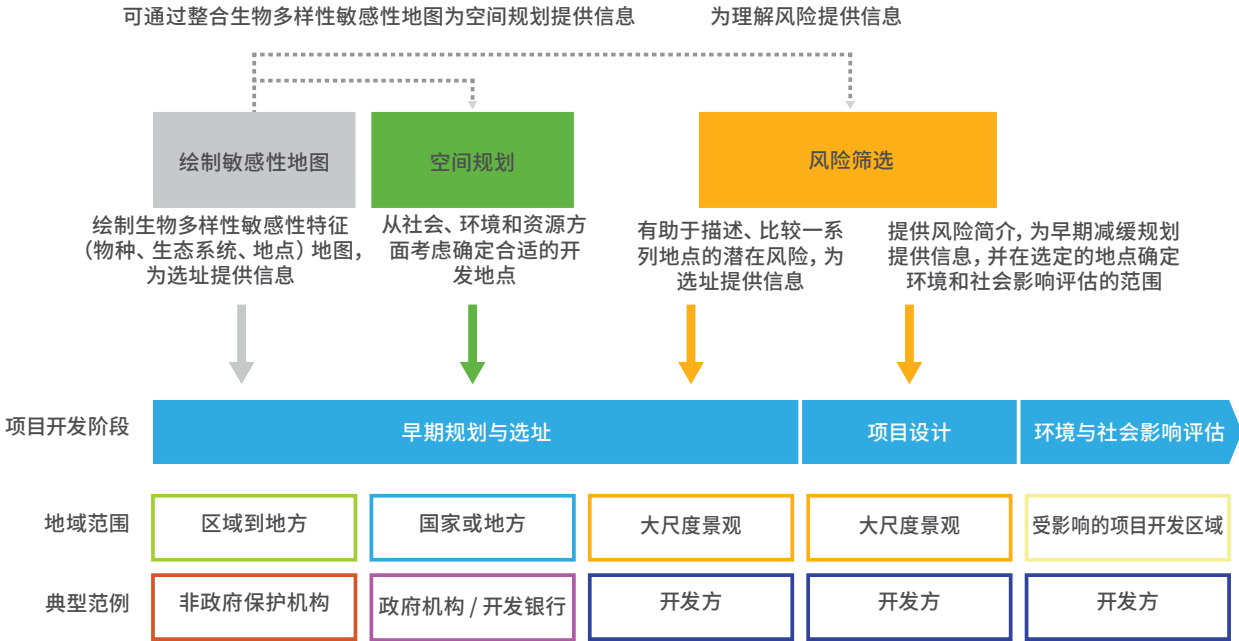 可通过整合生物多样性敏感性地图为空间规划提供信息
为理解风险提供信息
绘制敏感性地图
空间规划
风险筛选
绘制生物多样性敏感性特征
（物种、生态系统、地点）地图，
为选址提供信息
从社会、环境和资源方
面考虑确定合适的开
发地点
有助于描述、比较一系
列地点的潜在风险，为
选址提供信息
提供风险简介，为早期减缓规划
提供信息，并在选定的地点确定
环境和社会影响评估的范围
项目开发阶段
早期规划与选址
项目设计
环境与社会影响评估
地域范围
区域到地方
国家或地方
大尺度景观
大尺度景观
受影响的项目开发区域
典型范例
非政府保护机构
政府机构 / 开发银行
开发方
开发方
开发方